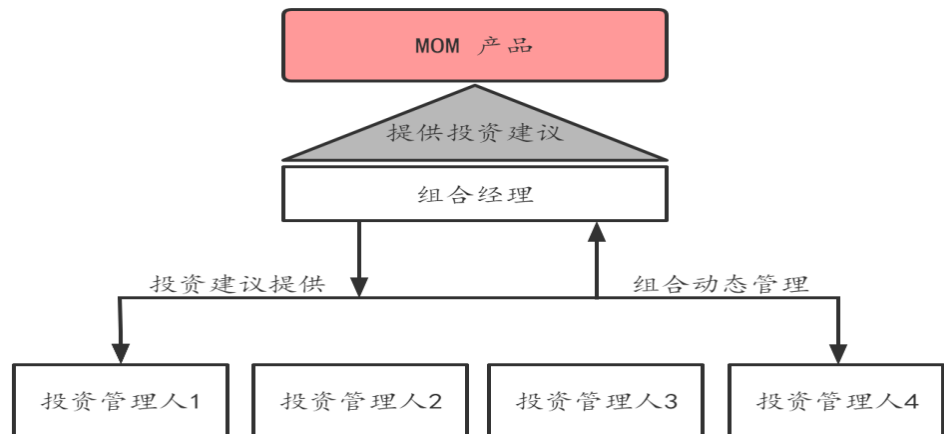 MOM 产品
提供投资建议
组合经理
投资建议提供
组合动态管理
投资管理人1
投资管理人2
投资管理人3
投资管理人4